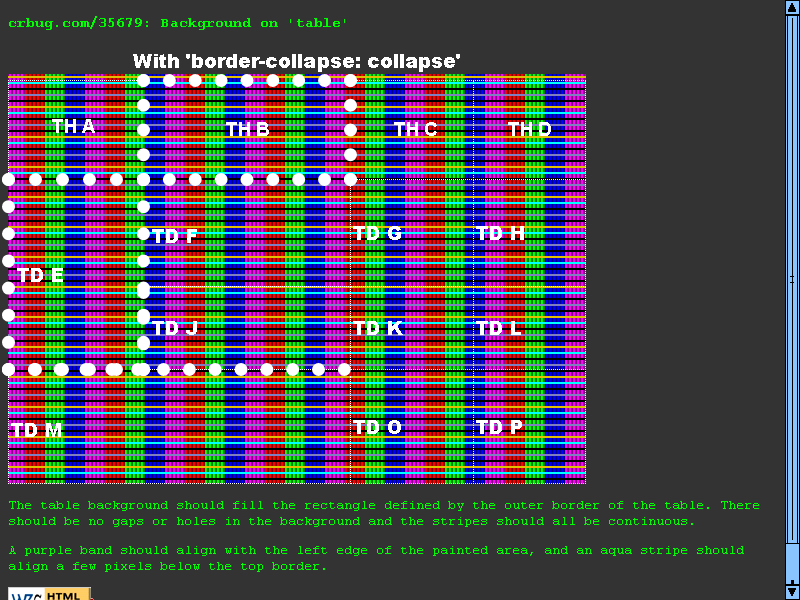 crbug.com/35679: Background on 'table'
With 'border-collapse: collapse'
TH A TH B TH C TH D
TD F TD G TD H
TD E
TD J TD K TD L
TD M TD O TD P
The table background should fill the rectangle defined by the outer border of the table. There
should be no gaps or holes in the background and the stripes should all be continuous.
A purple band should align with the left edge of the painted area, and an aqua stripe should
align a few pixels below the top border.
W3C HTML